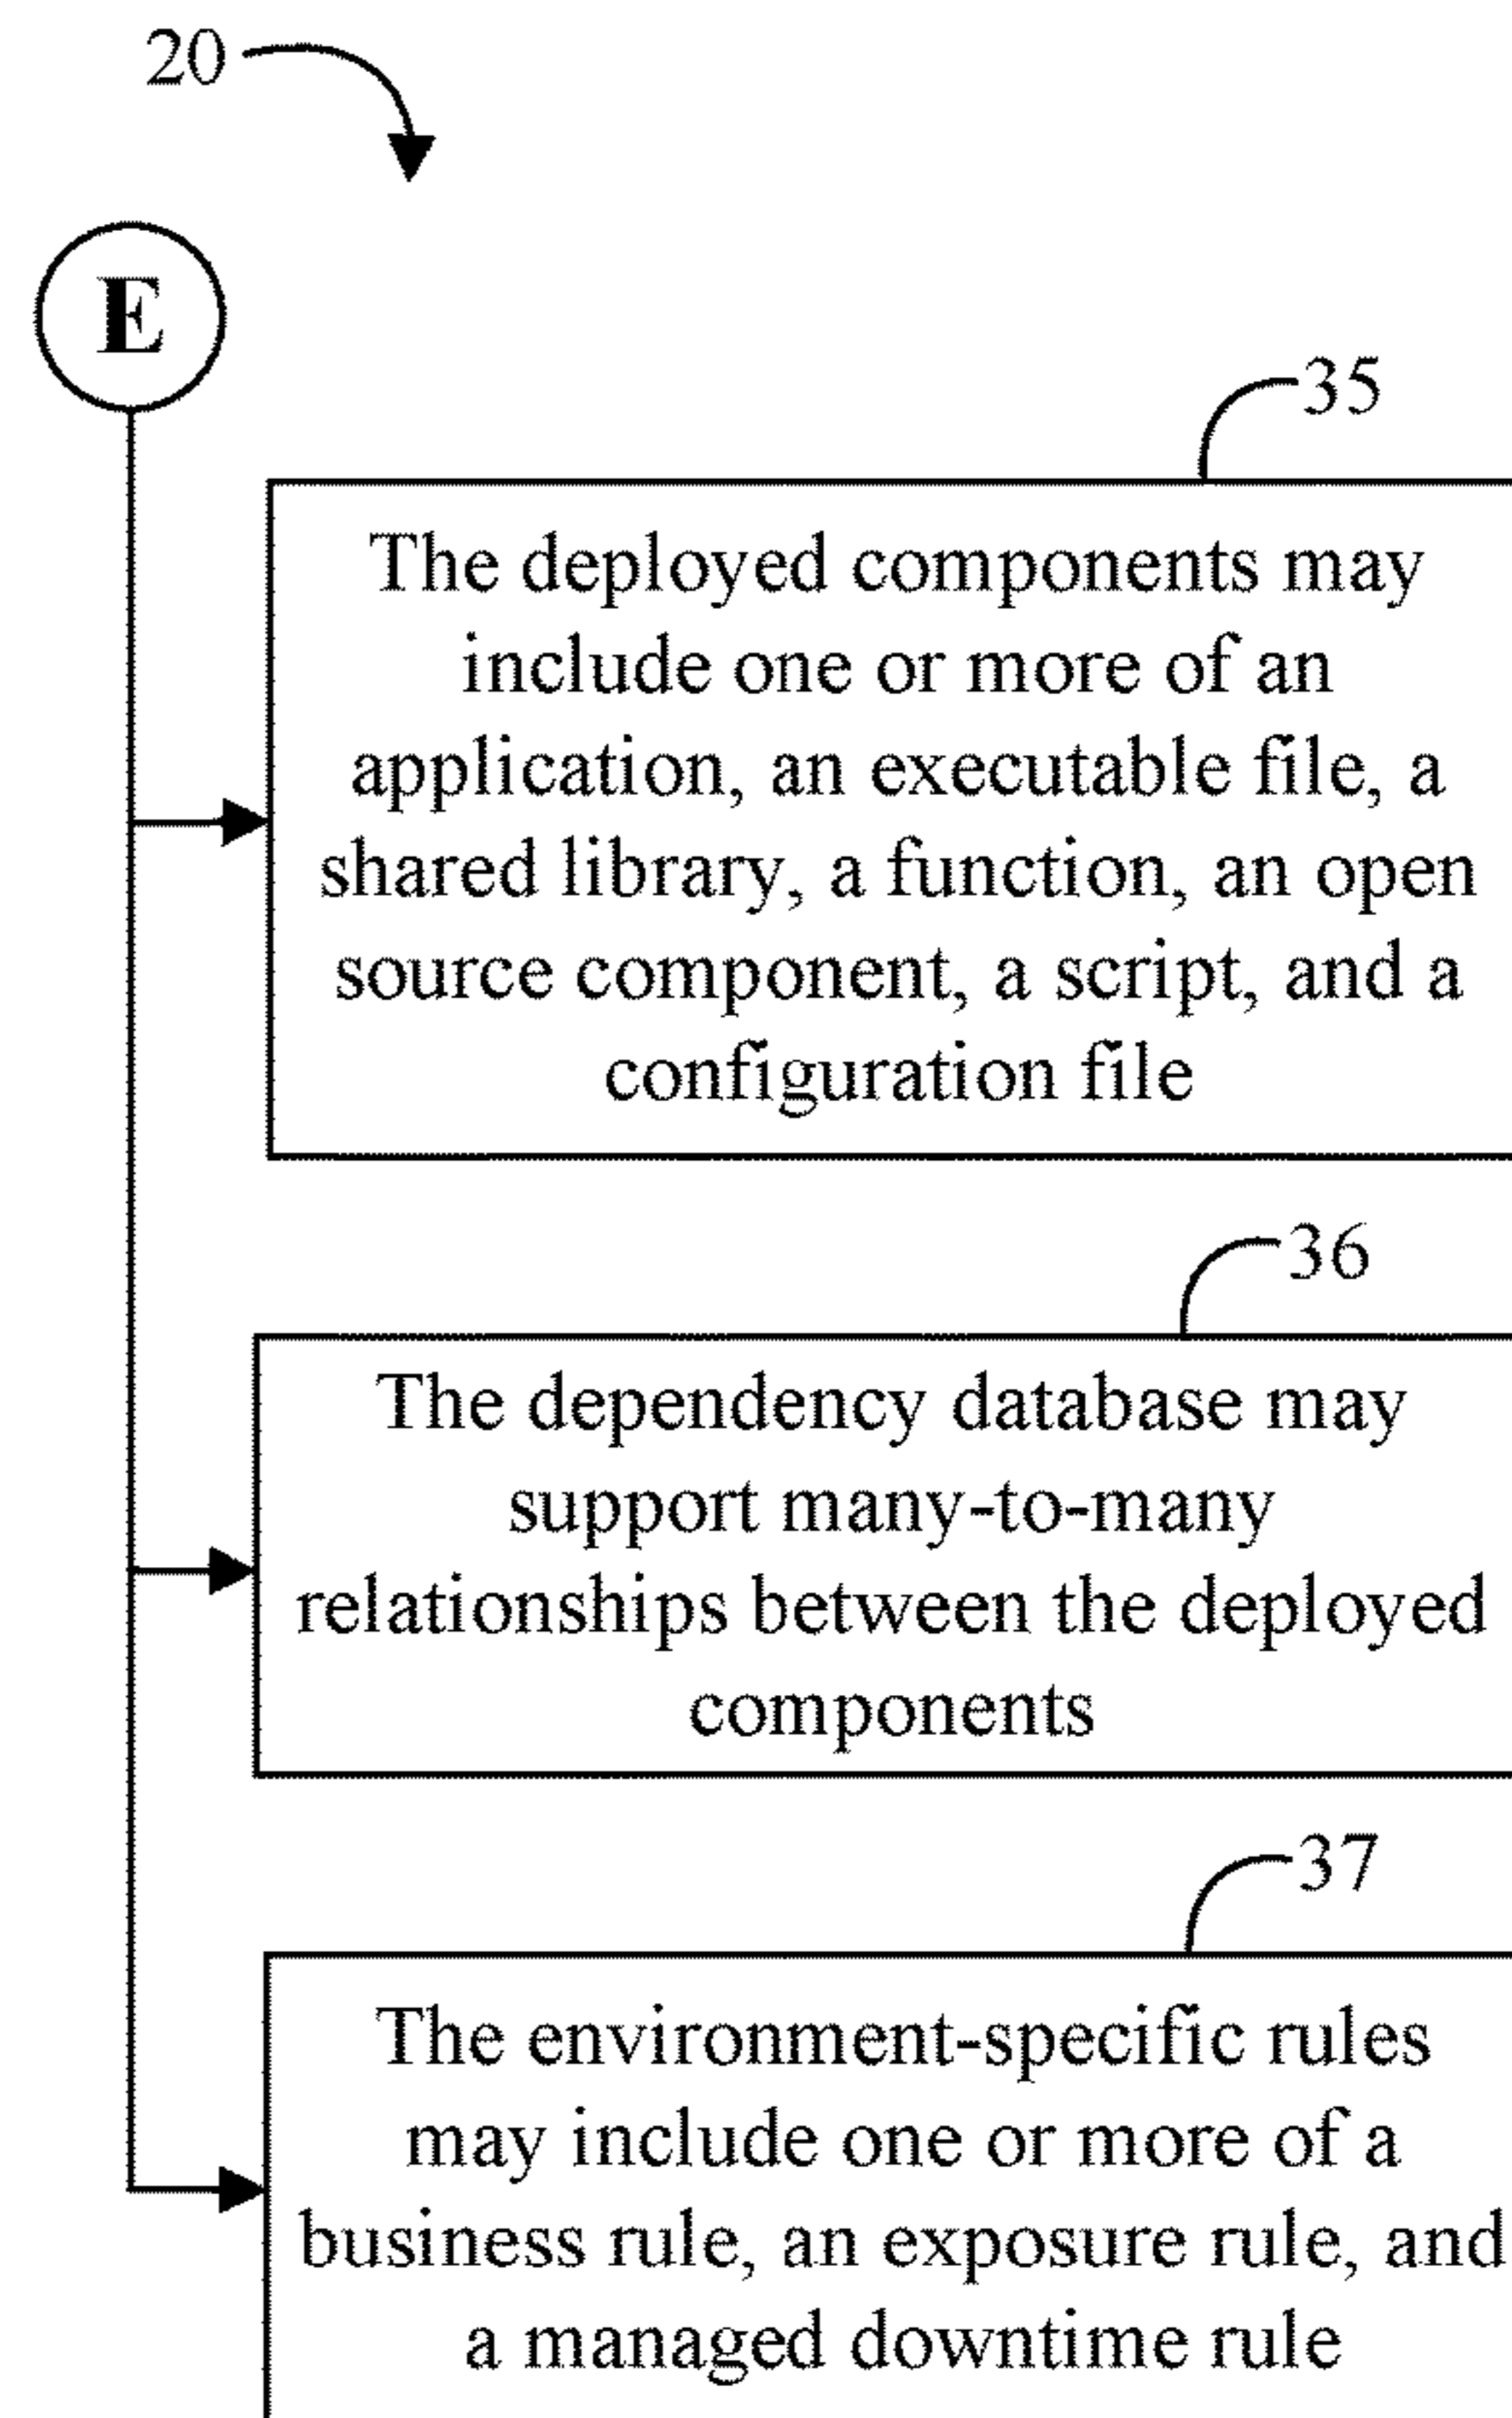 20
E
35
The deployed components may
include one or more of an
application, an executable file, a
shared library, a function, an open
source component, a script, and a
configuration file
36
The dependency database may
support many-to-many
relationships between the deployed
components
37
The environment-specific rules
may include one or more of a
business rule, an exposure rule, and
a managed downtime rule